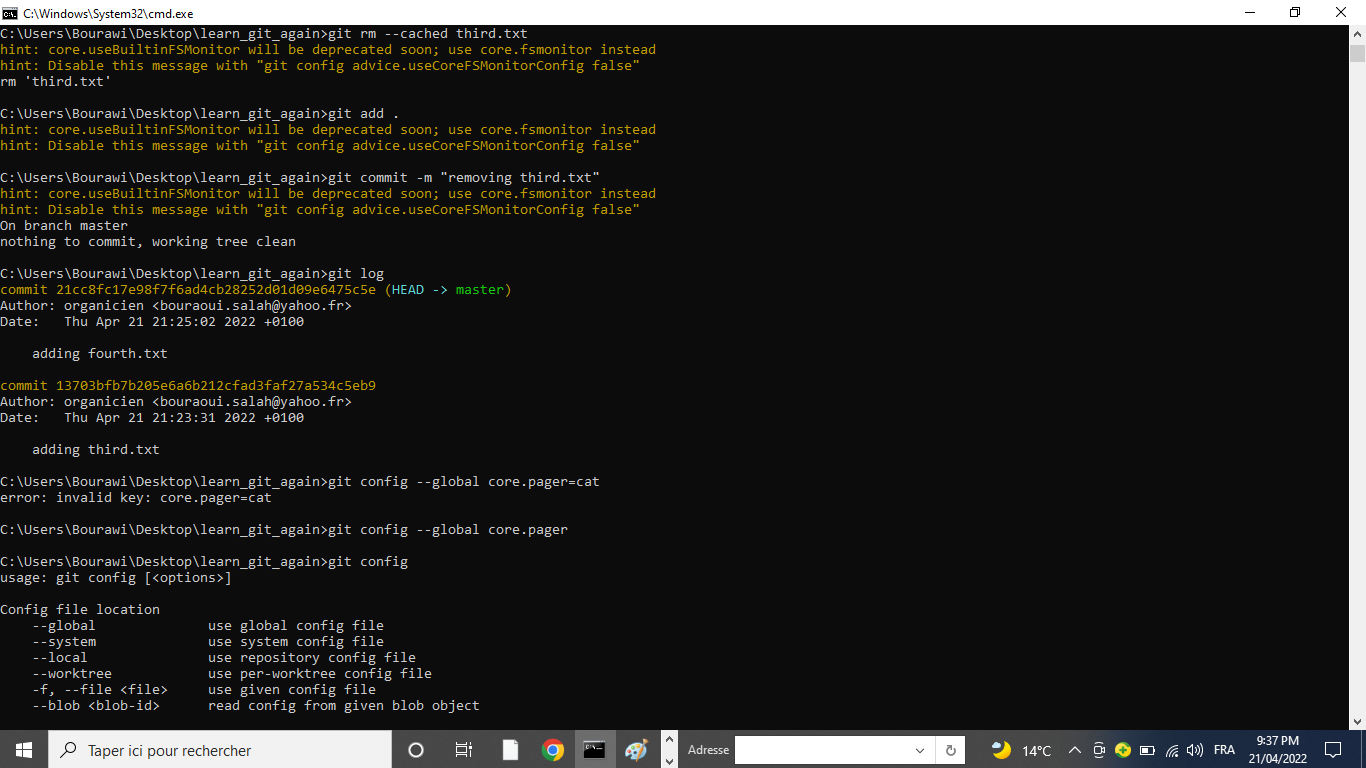 C:\Windows\System32\cmd.exe
C:\Users\Bourawi\Desktop\learn_git_again>git rm --cached third.txt
hint: core.useBuiltinFSMonitor will be deprecated soon; use core.fsmonitor instead
hint: Disable this message with "git config advice.useCoreFSMonitorConfig false"
rm 'third.txt'
C:\Users\Bourawi\Desktop\learn_git_again>git add .
hint: core.useBuiltinFSMonitor will be deprecated soon; use core.fsmonitor instead
hint: Disable this message with "git config advice.useCoreFSMonitorConfig false"
C:\Users\Bourawi\Desktop\learn_git_again>git commit -m "removing third.txt"
hint: core.useBuiltinFSMonitor will be deprecated soon; use core.fsmonitor instead
hint: Disable this message with "git config advice.useCoreFSMonitorConfig false"
On branch master
nothing to commit, working tree clean
C:\Users\Bourawi\Desktop\learn_git_again>git log
commit 21cc8fc17e98f7f6ad4cb28252d01d09e6475c5e (HEAD -> master)
Author: organicien <bouraoui.salah@yahoo.fr>
Date:   Thu Apr 21 21:25:02 2022 +0100
    adding fourth.txt
commit 13703bfb7b205e6a6b212cfad3faf27a534c5eb9
Author: organicien <bouraoui.salah@yahoo.fr>
Date:   Thu Apr 21 21:23:31 2022 +0100
    adding third.txt
C:\Users\Bourawi\Desktop\learn_git_again>git config --global core.pager=cat
error: invalid key: core.pager=cat
C:\Users\Bourawi\Desktop\learn_git_again>git config --global core.pager
C:\Users\Bourawi\Desktop\learn_git_again>git config
usage: git config [<options>]
Config file location
    --global              use global config file
    --system              use system config file
    --local               use repository config file
    --worktree            use per-worktree config file
    -f, --file <file>     use given config file
    --blob <blob-id>      read config from given blob object
Taper ici pour rechercher
Adresse
14°C
FRA
9:37 PM
21/04/2022